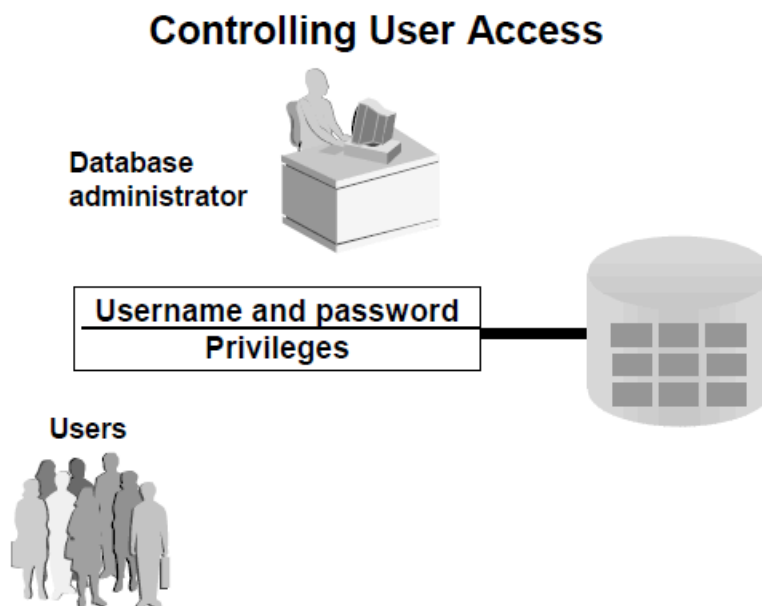 Controlling User Access
Database
administrator
Username and password
Privileges
Users